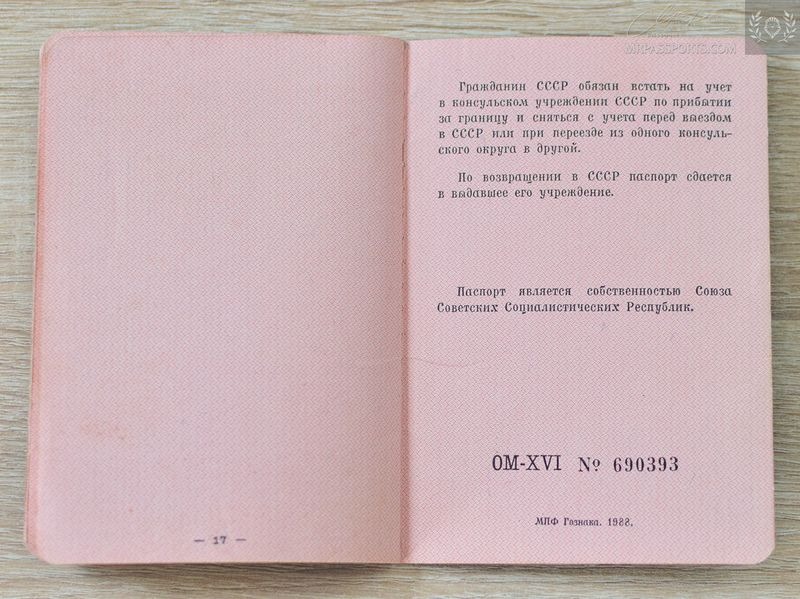 MRPASSPORTS.COM
Гражданин СССР обязан встать на учет
в консульском учреждении СССР по прибытии
за границу и сняться с учета перед выездом
в СССР или при переезде из одного консуль-
ского округа в другой.
По возвращении в СССР паспорт сдается
в выдавшее его учреждение.
Паспорт является собственностью Союза
Советских Социалистических Республик.
ОМ-XVI № 690393
МПФ Гознака. 1988.
— 17 —